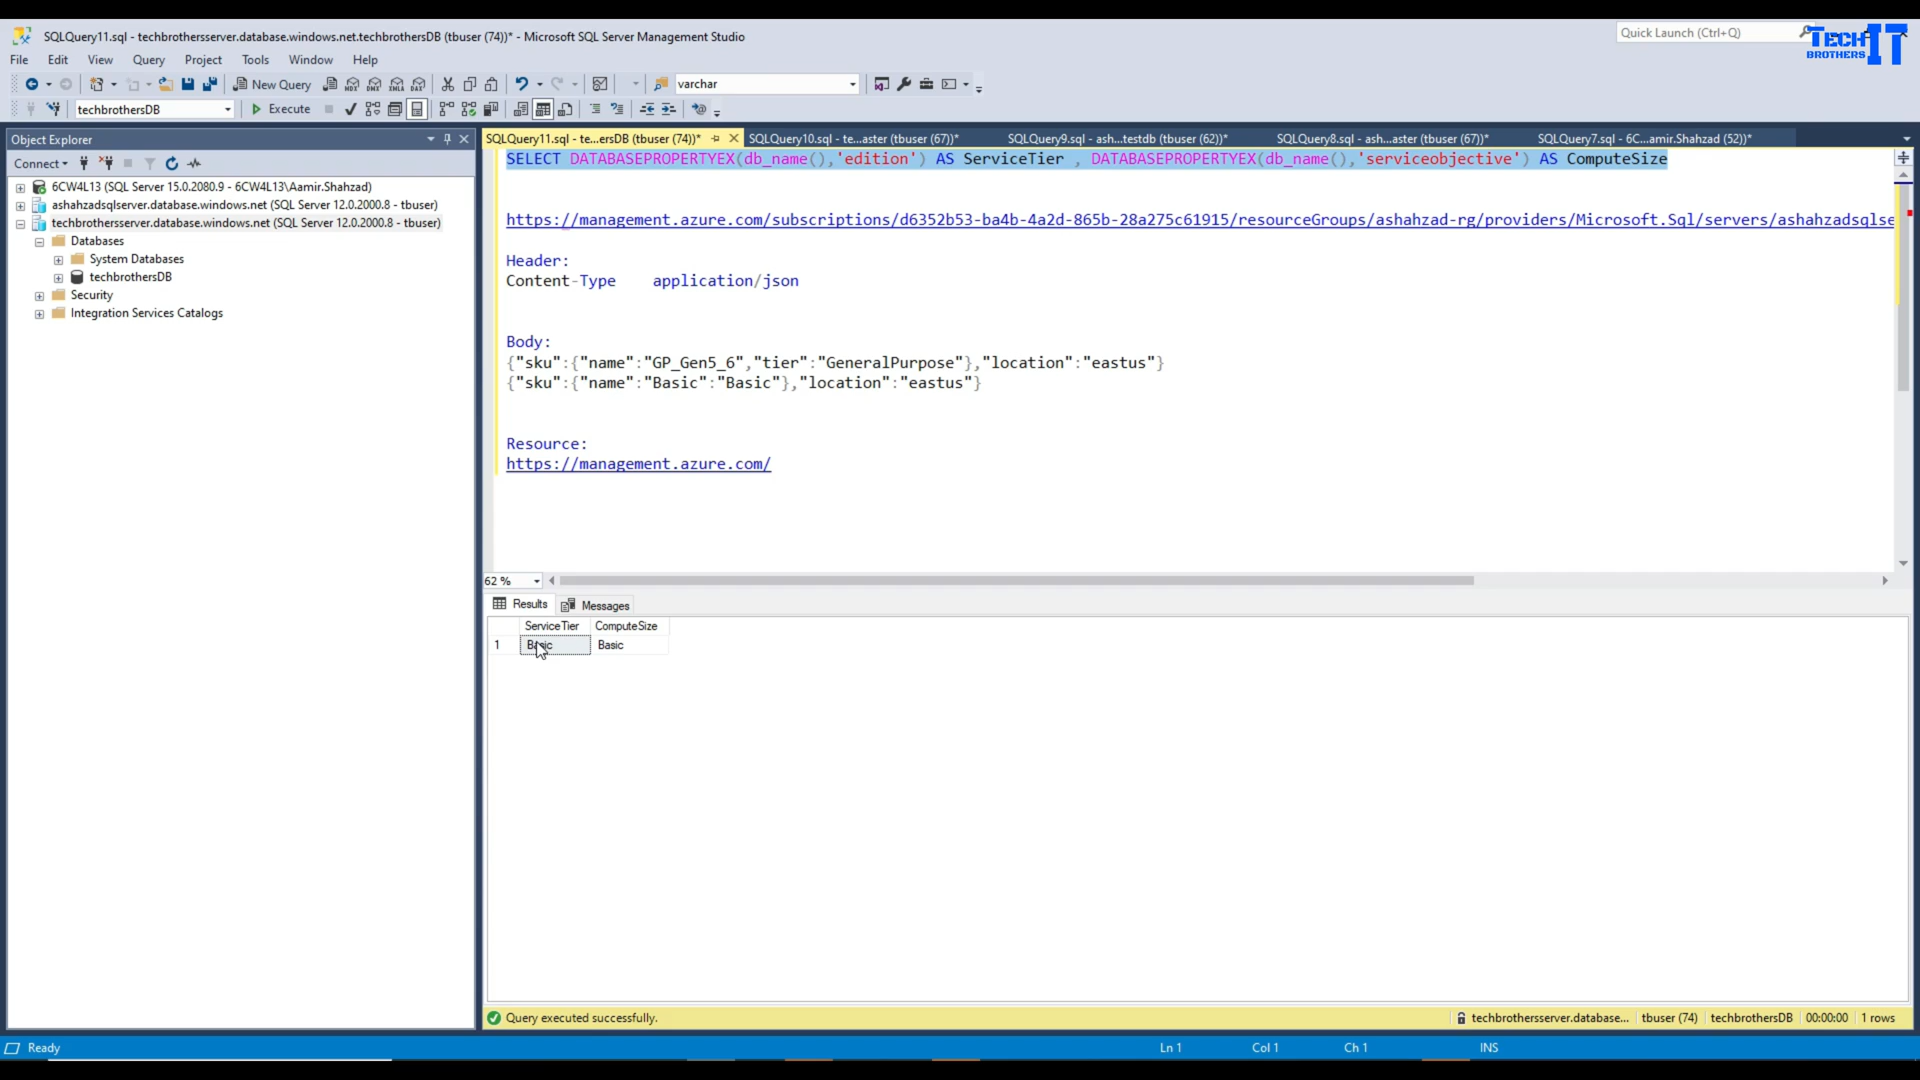 SQLQuery11.sql - techbrothersserver.database.windows.net.techbrothersDB (tbuser (74))* - Microsoft SQL Server Management Studio
Quick Launch (Ctrl+Q)
TECH IT
BROTHERS
File Edit View Query Project Tools Window Help
New Query
varchar
techbrothersDB
Execute
Object Explorer
SQLQuery11.sql - te...ersDB (tbuser (74))*
SQLQuery10.sql - te...aster (tbuser (67))*
SQLQuery9.sql - ash...testdb (tbuser (62))*
SQLQuery8.sql - ash...aster (tbuser (67))*
SQLQuery7.sql - 6C...amir.Shahzad (52))*
Connect
6CW4L13 (SQL Server 15.0.2080.9 - 6CW4L13\Aamir.Shahzad)
ashahzadsqlserver.database.windows.net (SQL Server 12.0.2000.8 - tbuser)
techbrothersserver.database.windows.net (SQL Server 12.0.2000.8 - tbuser)
Databases
System Databases
techbrothersDB
Security
Integration Services Catalogs
SELECT DATABASEPROPERTYEX(db_name(),'edition') AS ServiceTier , DATABASEPROPERTYEX(db_name(),'serviceobjective') AS ComputeSize
https://management.azure.com/subscriptions/d6352b53-ba4b-4a2d-865b-28a275c61915/resourceGroups/ashahzad-rg/providers/Microsoft.Sql/servers/ashahzadsqlse
Header:
Content-Type    application/json
Body:
{"sku":{"name":"GP_Gen5_6","tier":"GeneralPurpose"},"location":"eastus"}
{"sku":{"name":"Basic":"Basic"},"location":"eastus"}
Resource:
https://management.azure.com/
62 %
Results Messages
ServiceTier ComputeSize
1 Basic Basic
Query executed successfully.
techbrothersserver.database... tbuser (74) techbrothersDB 00:00:00 1 rows
Ready
Ln 1 Col 1 Ch 1 INS